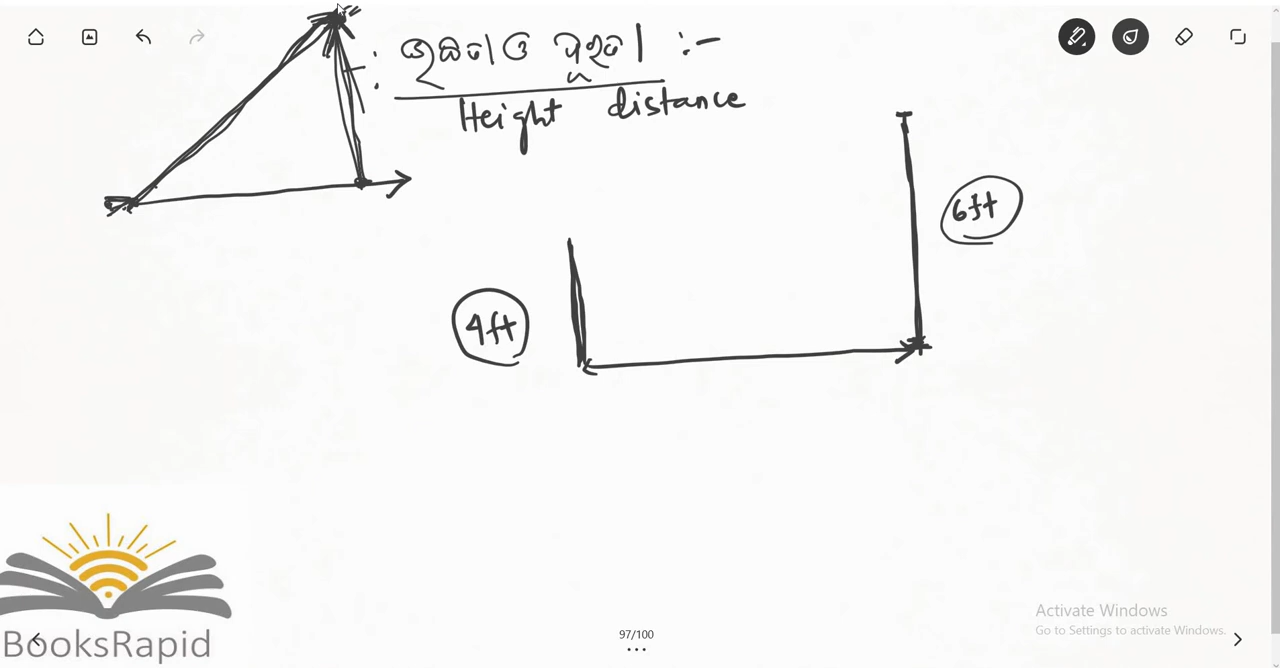 : ଉଚ୍ଚତା ଓ ଦୂରତା :-
Height distance
6ft
4ft
BooksRapid
97/100
Activate Windows
Go to Settings to activate Windows.